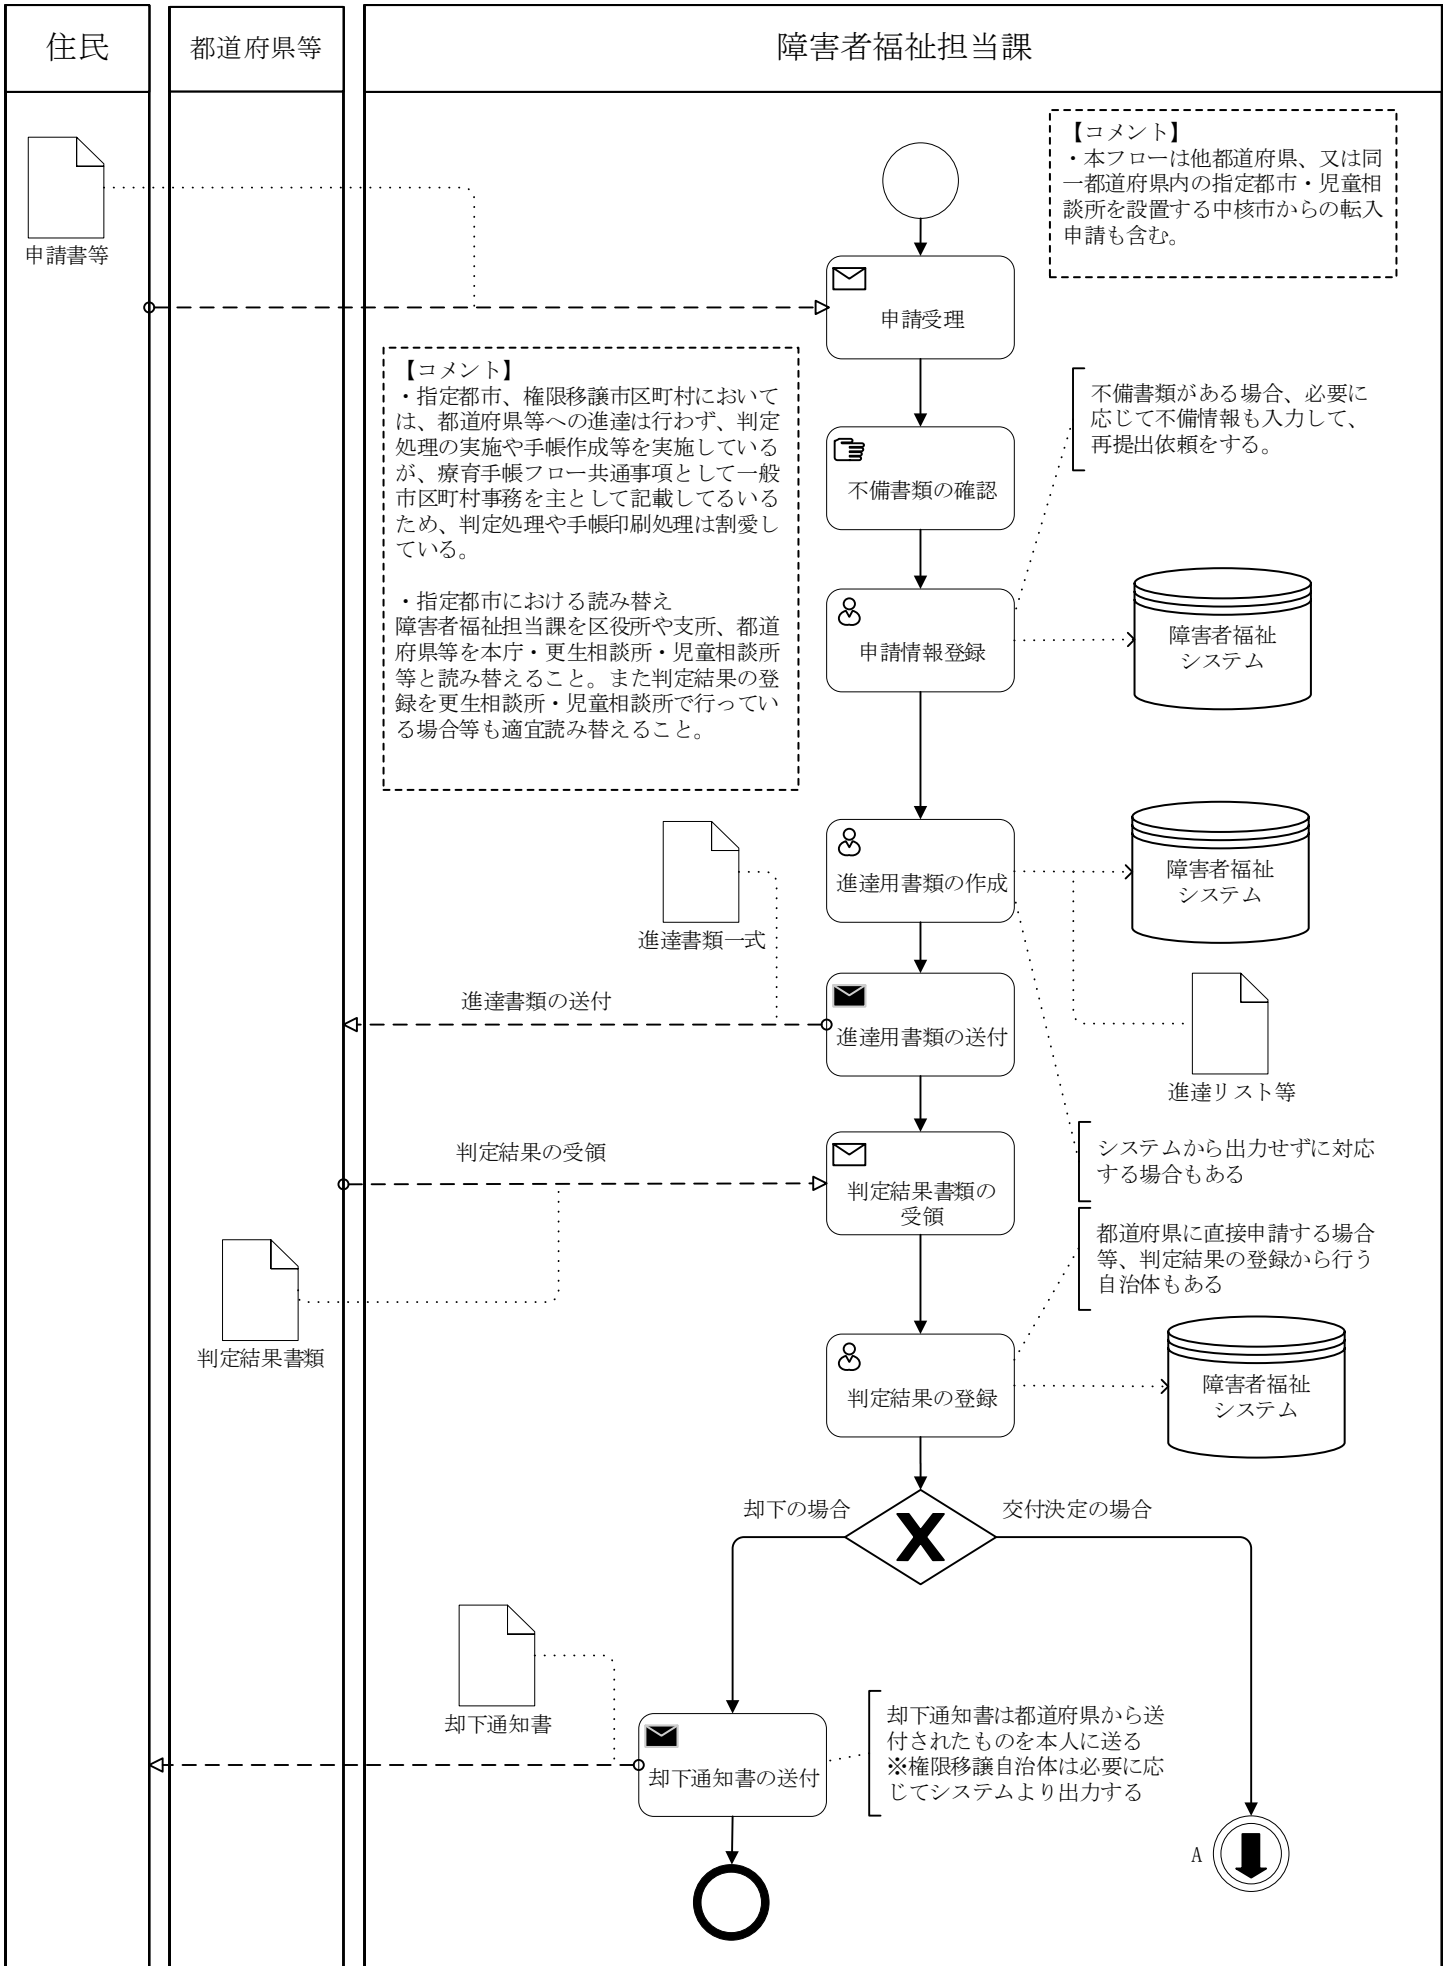 住民
都道府県等
障害者福祉担当課
【コメント】
・本フローは他都道府県、又は同
一都道府県内の指定都市・児童相
談所を設置する中核市からの転入
申請も含む。
申請書等
申請受理
【コメント】
・指定都市、権限移譲市区町村において
は、都道府県等への進達は行わず、判定
処理の実施や手帳作成等を実施している
が、療育手帳フロー共通事項として一般
市区町村事務を主として記載してるいる
ため、判定処理や手帳印刷処理は割愛し
ている。
・指定都市における読み替え
障害者福祉担当課を区役所や支所、都道
府県等を本庁・更生相談所・児童相談所
等と読み替えること。また判定結果の登
録を更生相談所・児童相談所で行ってい
る場合等も適宜読み替えること。
不備書類がある場合、必要に
応じて不備情報も入力して、
再提出依頼をする。
不備書類の確認
申請情報登録
障害者福祉
システム
進達用書類の作成
障害者福祉
システム
進達書類一式
進達書類の送付
進達用書類の送付
進達リスト等
システムから出力せずに対応
する場合もある
判定結果の受領
判定結果書類の
受領
都道府県に直接申請する場合
等、判定結果の登録から行う
自治体もある
判定結果書類
判定結果の登録
障害者福祉
システム
却下の場合
交付決定の場合
X
却下通知書
却下通知書の送付
却下通知書は都道府県から送
付されたものを本人に送る
※権限移譲自治体は必要に応
じてシステムより出力する
A